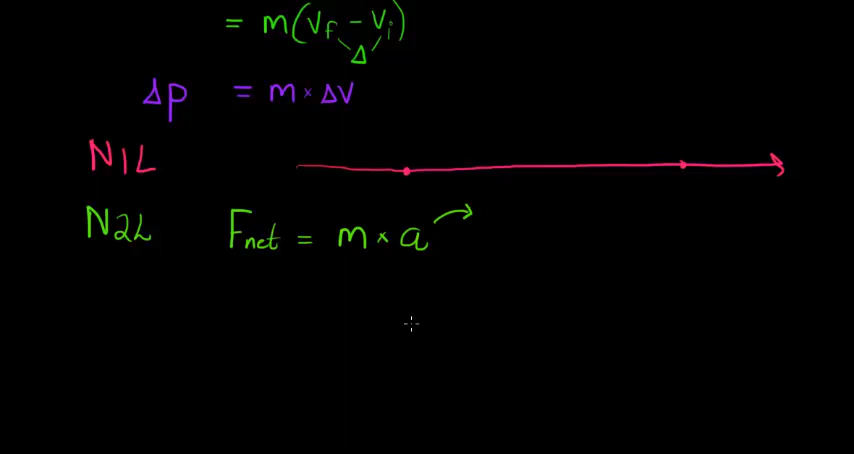 = m(Vf - Vi)
Δ
Δp = m × Δv
N1L
N2L Fnet = m × a